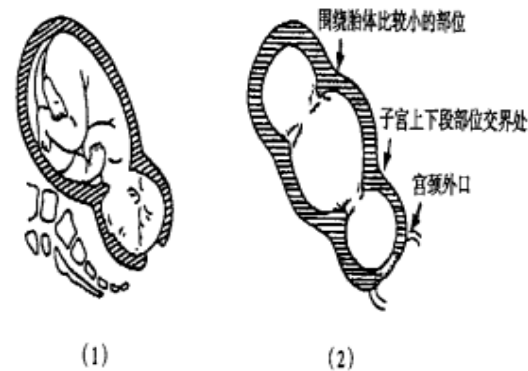 围绕胎体比较小的部位
子宫上下段部位交界处
宫颈外口
(1)
(2)